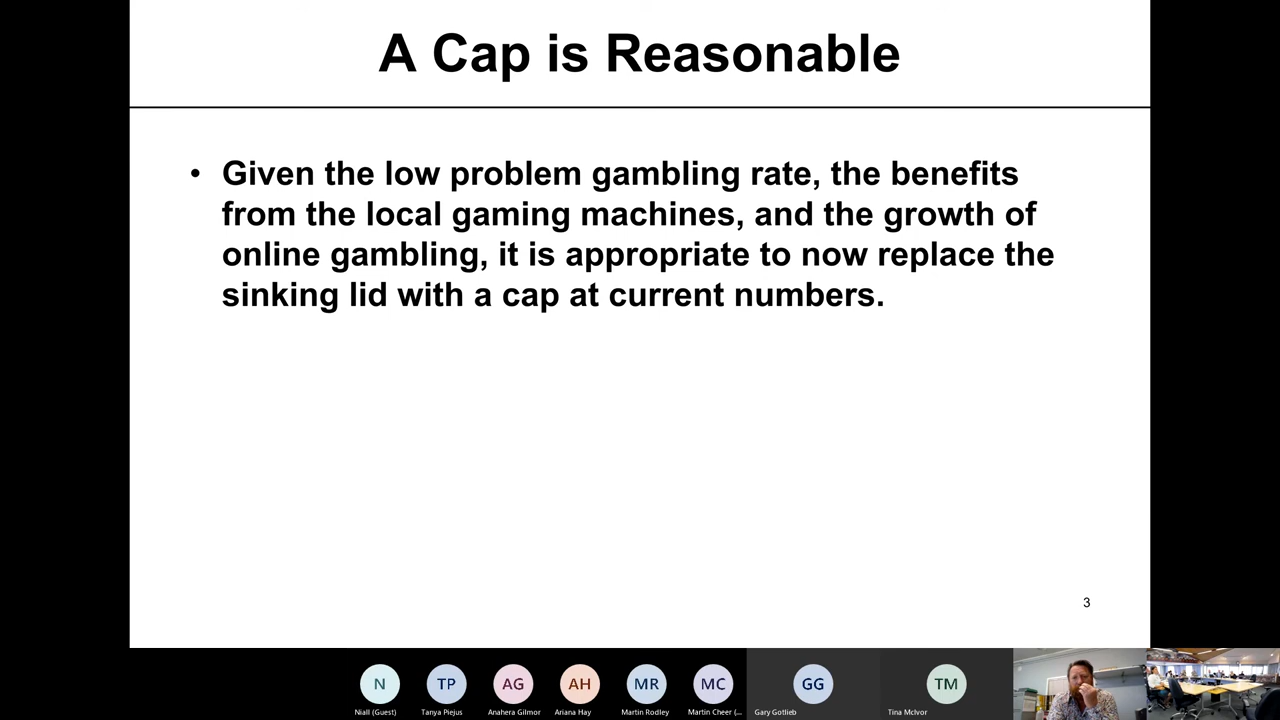 A Cap is Reasonable
• Given the low problem gambling rate, the benefits
from the local gaming machines, and the growth of
online gambling, it is appropriate to now replace the
sinking lid with a cap at current numbers.
3
N TP AG AH MR MC GG TM
Niall (Guest) Tanya Piejus Anahera Gilmor Ariana Hay Martin Rodley Martin Cheer (... Gary Gotlieb Tina McIvor